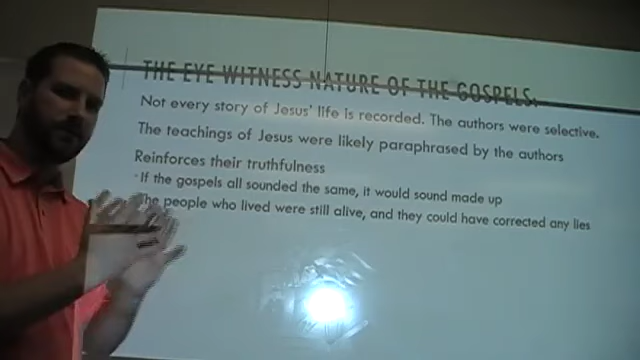 THE EYE WITNESS NATURE OF THE GOSPELS.
Not every story of Jesus' life is recorded. The authors were selective.
The teachings of Jesus were likely paraphrased by the authors
Reinforces their truthfulness
If the gospels all sounded the same, it would sound made up
The people who lived were still alive, and they could have corrected any lies